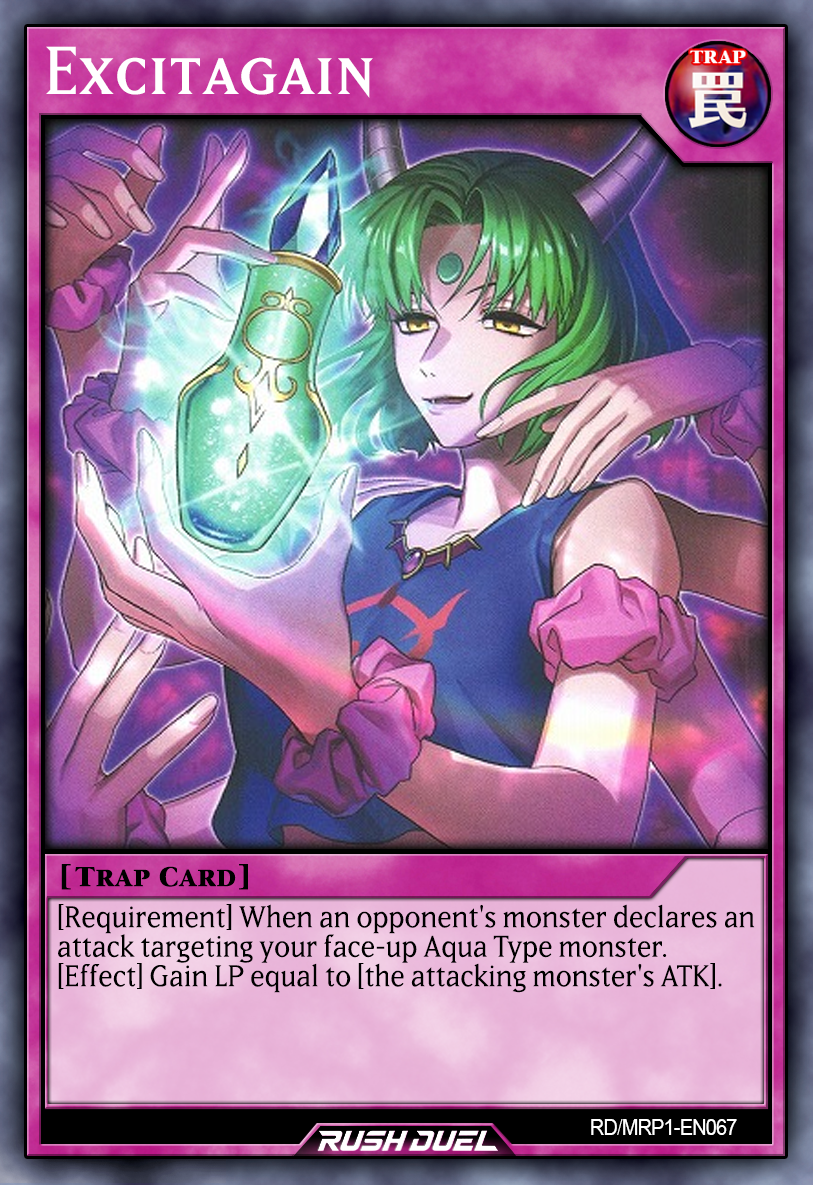 EXCITAGAIN
TRAP
罠
[TRAP CARD]
[Requirement] When an opponent's monster declares an
attack targeting your face-up Aqua Type monster.
[Effect] Gain LP equal to [the attacking monster's ATK].
RD/MRP1-EN067
RUSH DUEL